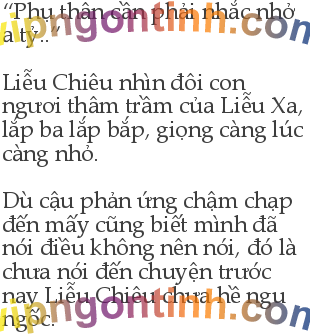 “Phụ thân cần phải nhắc nhở
a tỷ..”
Liễu Chiêu nhìn đôi con
ngươi thâm trầm của Liễu Xa,
lắp ba lắp bắp, giọng càng lúc
càng nhỏ.
Dù cậu phản ứng chậm chạp
đến mấy cũng biết mình đã
nói điều không nên nói, đó là
chưa nói đến chuyện trước
nay Liễu Chiêu chưa hề ngu
ngốc.
vipngontinh.com
vipngontinh.com